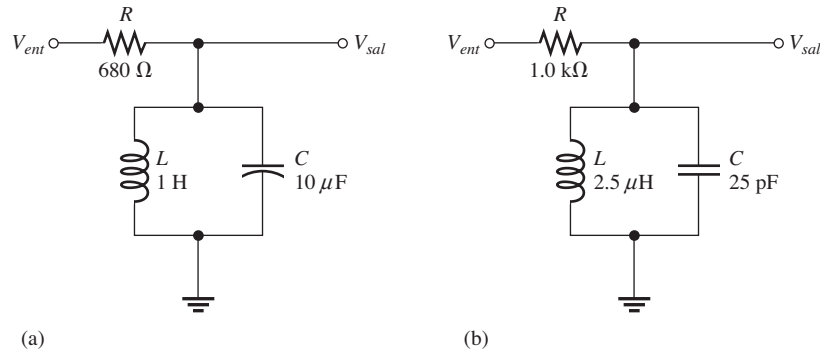 R
V_ent
680 Ω
V_sal
L
1 H
C
10 μF
(a)
R
V_ent
1.0 kΩ
V_sal
L
2.5 μH
C
25 pF
(b)